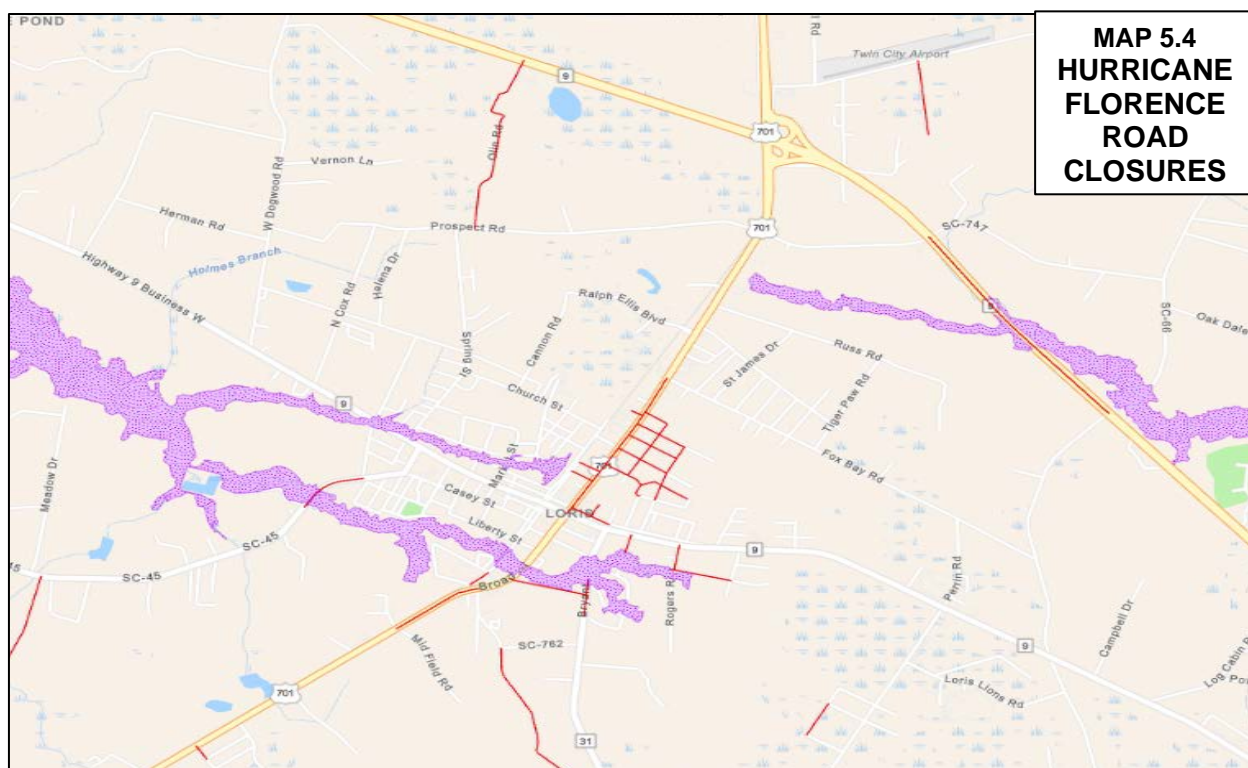 MAP 5.4
HURRICANE
FLORENCE
ROAD
CLOSURES
E POND
Rd
Twin City Airport
9
701
Olin Rd
Vernon Ln
W Dogwood Rd
Herman Rd
Prospect Rd
701
SC-747
Holmes Branch
Highway 9 Business W
Helena Dr
N Cox Rd
Ralph Ellis Blvd
SC-66
9
Oak Dale
Spring St
Cannon Rd
Russ Rd
St James Dr
Church St
Tiger Paw Rd
9
701
Fox Bay Rd
Meadow Dr
Casey St
LORIS
Liberty St
SC-45
9
SC-45
45
Broad
Bryant
Rogers R
Perrin Rd
Campbell Dr
SC-762
9
Mid Field Rd
Loris Lions Rd
Log Cabin R
701
31